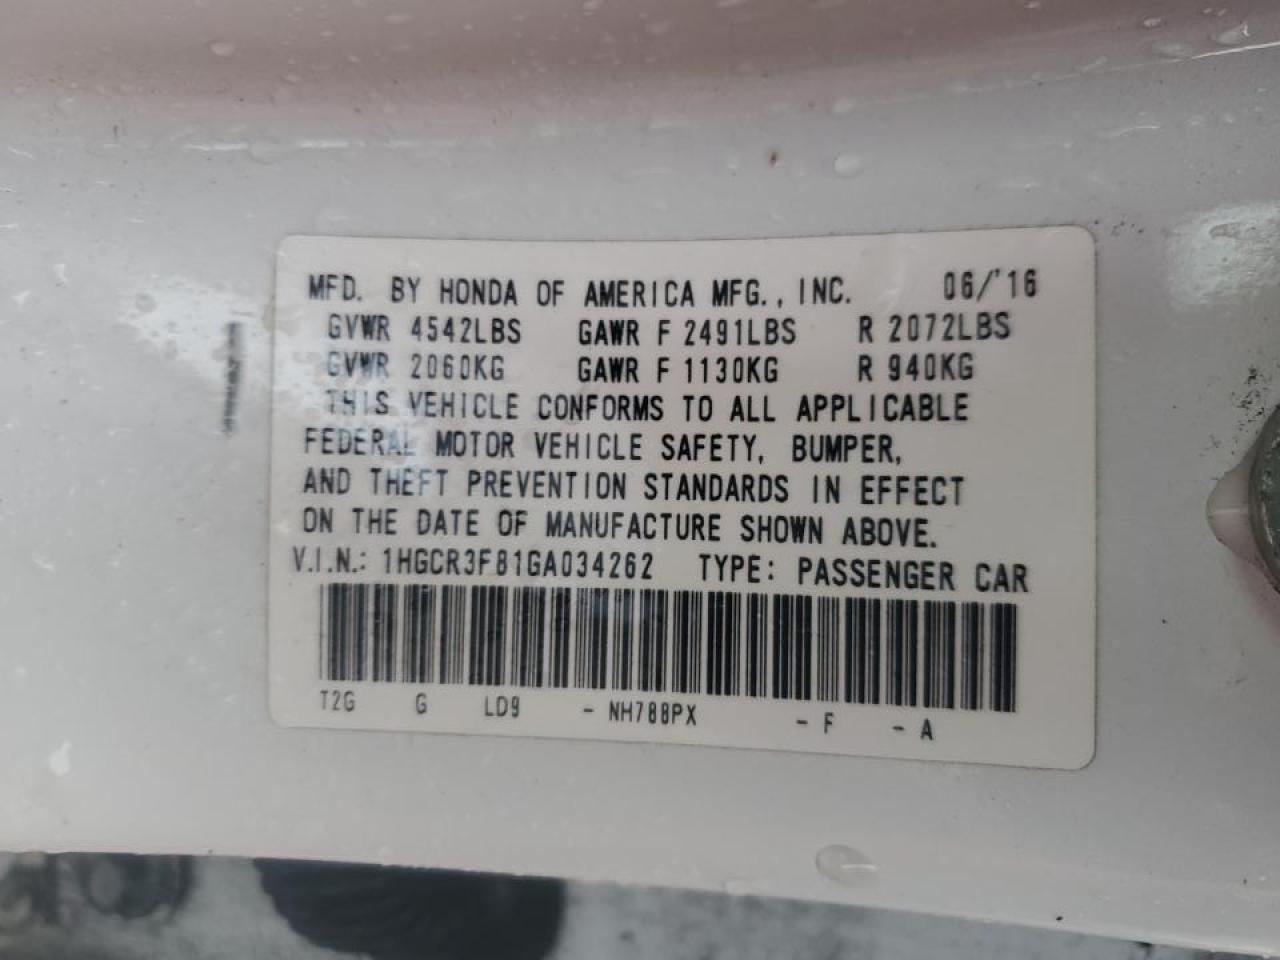 MFD. BY HONDA OF AMERICA MFG., INC. 06/'16
GVWR 4542LBS GAWR F 2491LBS R 2072LBS
GVWR 2060KG GAWR F 1130KG R 940KG
THIS VEHICLE CONFORMS TO ALL APPLICABLE
FEDERAL MOTOR VEHICLE SAFETY, BUMPER,
AND THEFT PREVENTION STANDARDS IN EFFECT
ON THE DATE OF MANUFACTURE SHOWN ABOVE.
V.I.N.: 1HGCR3F81GA034262 TYPE: PASSENGER CAR
T2G G LD9 - NH788PX - F - A